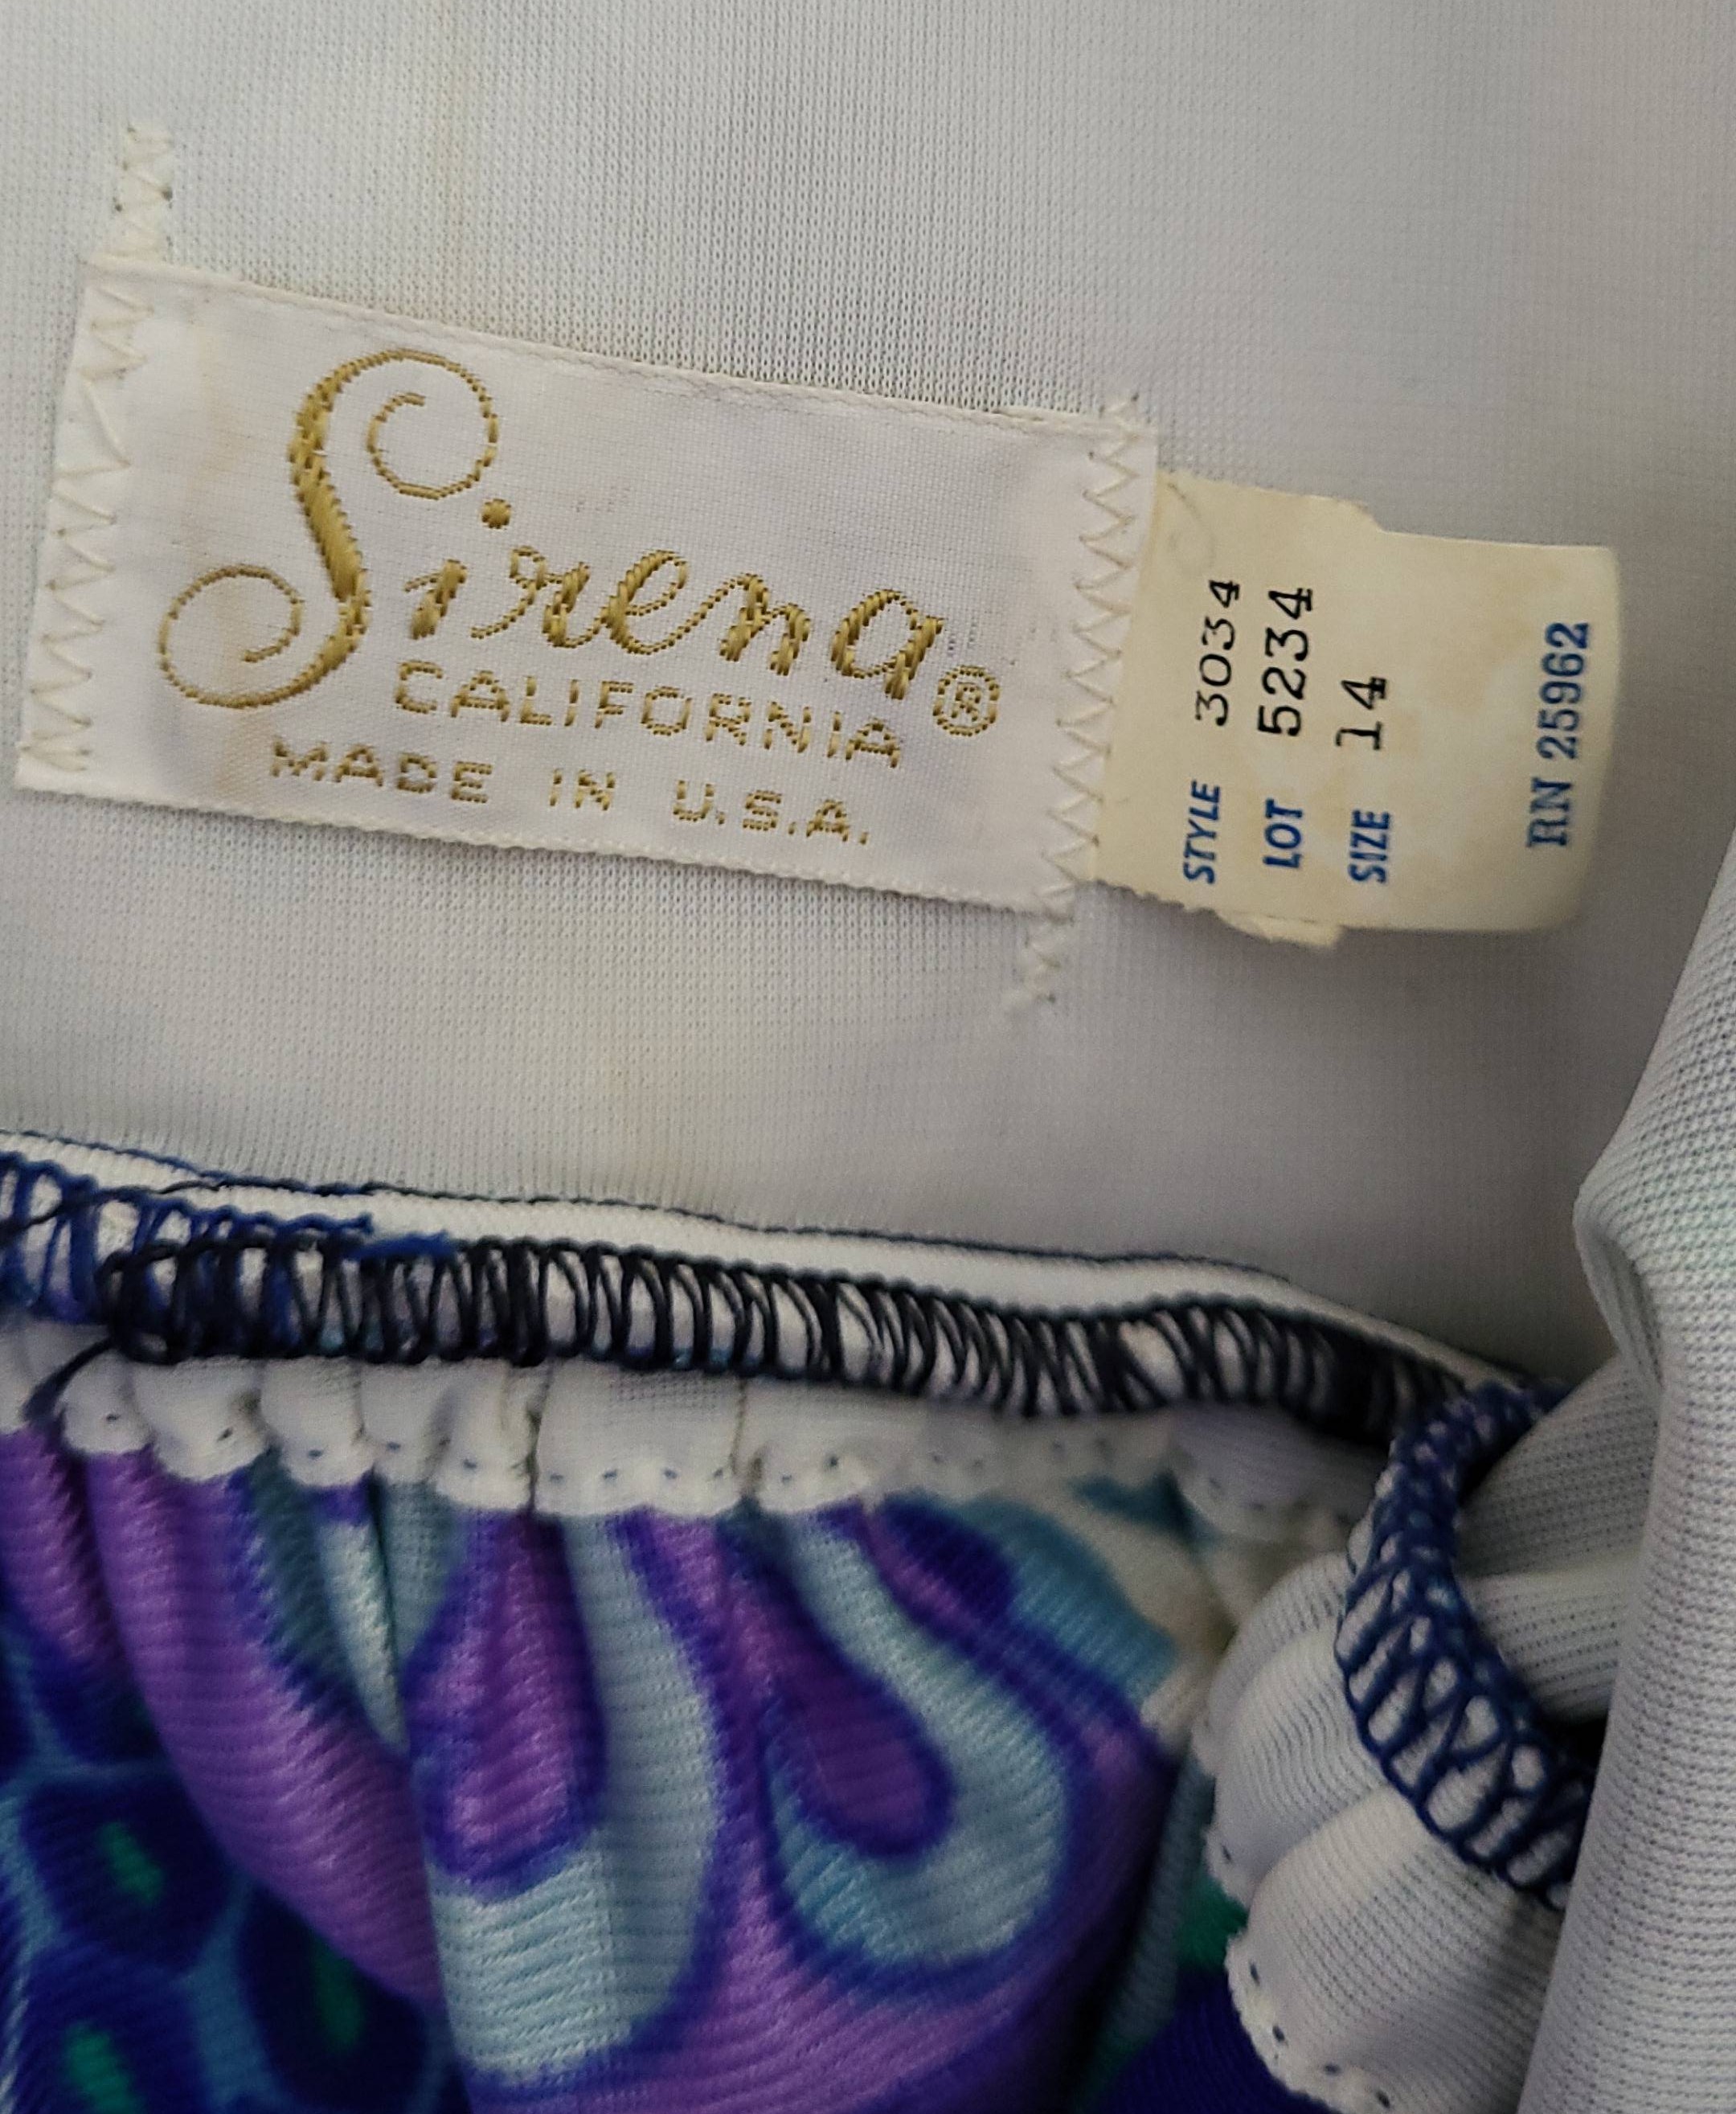 Sirena®
CALIFORNIA
MADE IN U.S.A.
STYLE 3034
LOT 5234
SIZE 14
RN 25962